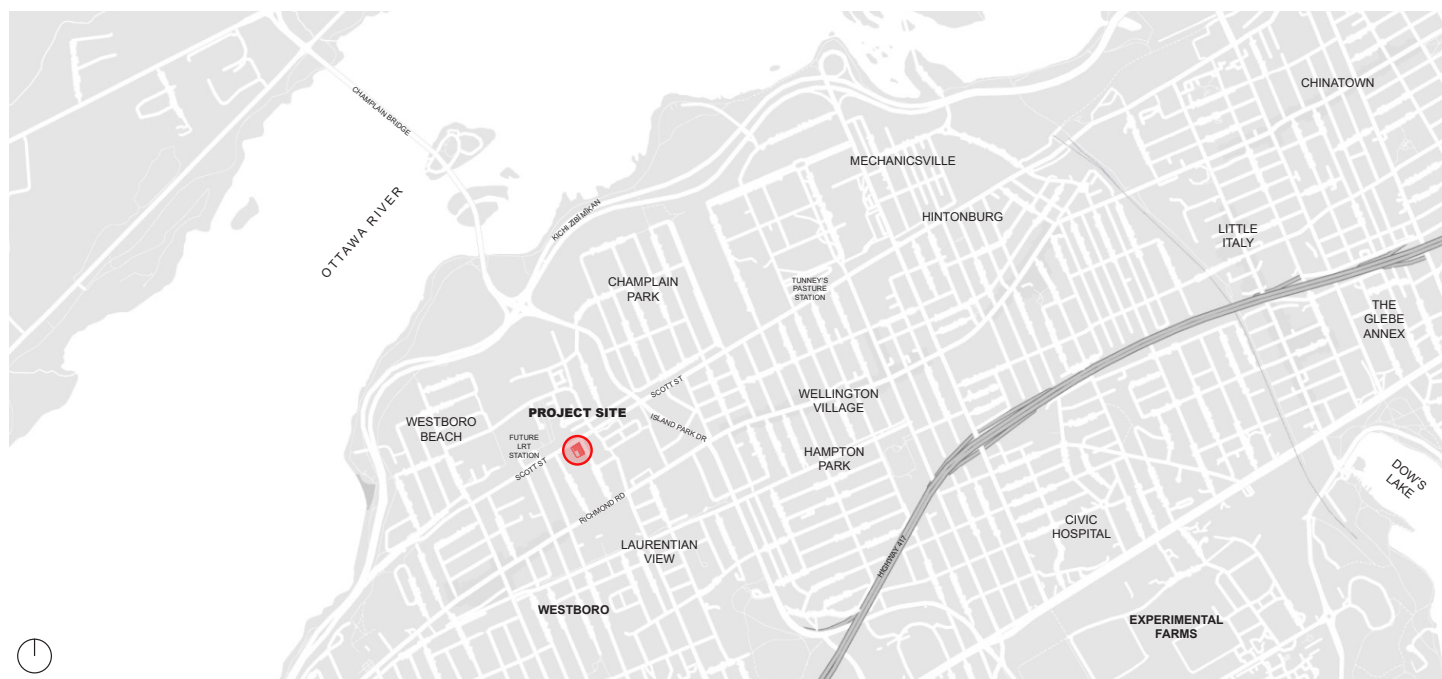 CHINATOWN
CHAMPLAIN BRIDGE
MECHANICSVILLE
HINTONBURG
OTTAWA RIVER
KICHI ZIBI MIKAN
LITTLE
ITALY
CHAMPLAIN
PARK
TUNNEY'S
PASTURE
STATION
THE
GLEBE
ANNEX
SCOTT ST
WELLINGTON
VILLAGE
PROJECT SITE
WESTBORO
BEACH
ISLAND PARK DR
FUTURE
LRT
STATION
SCOTT ST
HAMPTON
PARK
DOW'S
LAKE
RICHMOND RD
CIVIC
HOSPITAL
LAURENTIAN
VIEW
HIGHWAY 417
WESTBORO
EXPERIMENTAL
FARMS